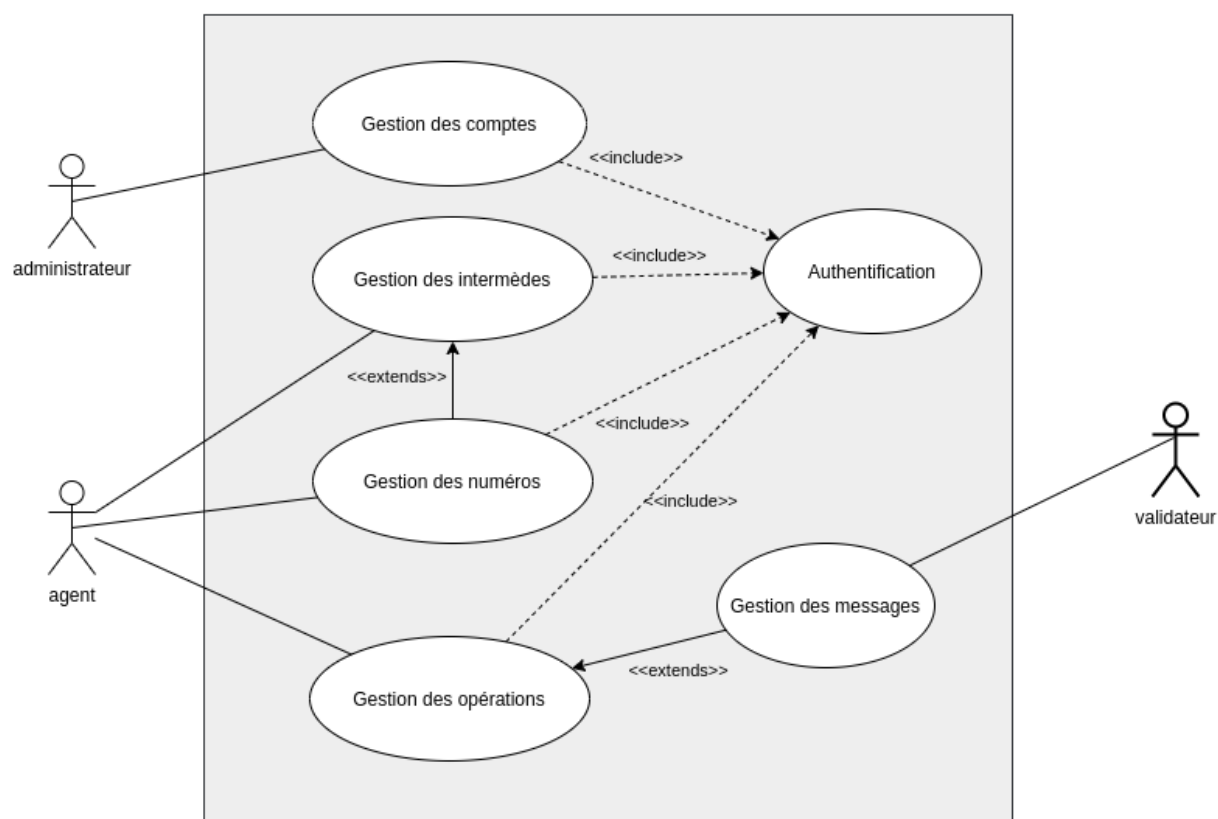 Gestion des comptes
<<include>>
administrateur
Gestion des intermèdes
<<include>>
Authentification
<<extends>>
<<include>>
Gestion des numéros
<<include>>
validateur
agent
Gestion des messages
<<extends>>
Gestion des opérations